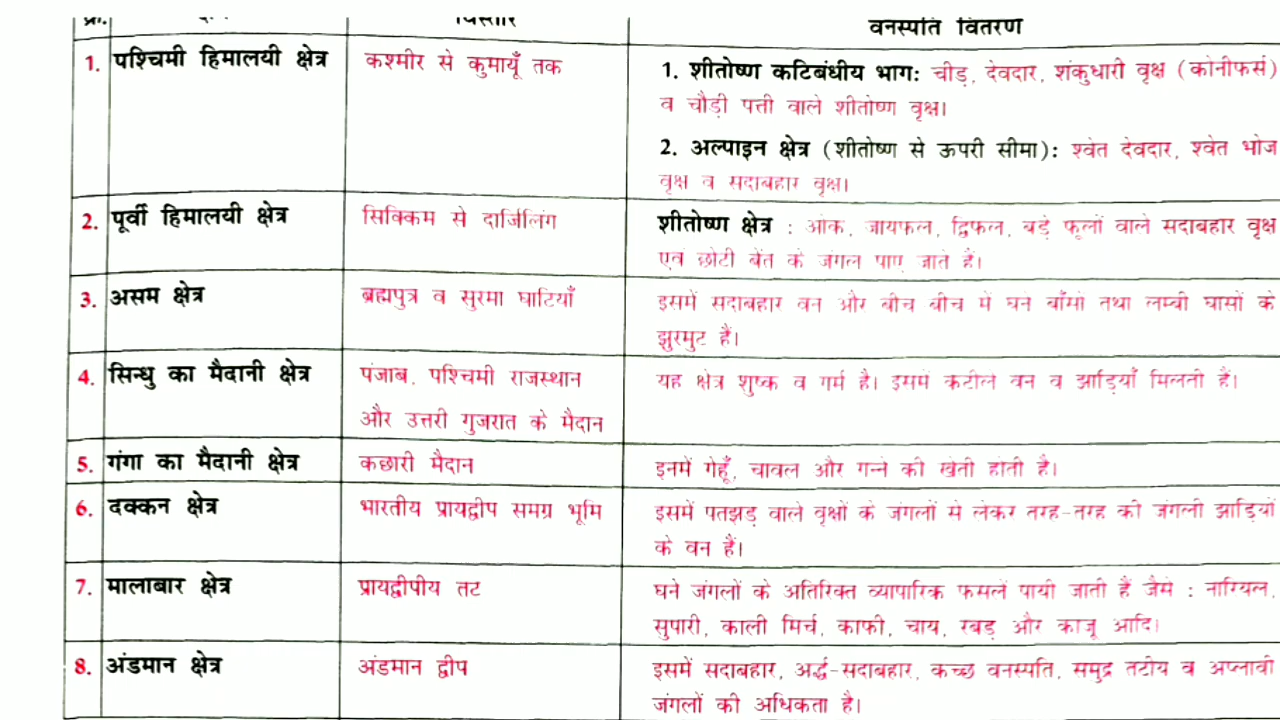 क्र. विस्तार वनस्पति वितरण
1. पश्चिमी हिमालयी क्षेत्र कश्मीर से कुमायूँ तक 1. शीतोष्ण कटिबंधीय भाग: चीड़, देवदार, शंकुधारी वृक्ष (कोनीफर्स)
व चौड़ी पत्ती वाले शीतोष्ण वृक्ष।
2. अल्पाइन क्षेत्र (शीतोष्ण से ऊपरी सीमा): श्वेत देवदार, श्वेत भोज
वृक्ष व सदाबहार वृक्ष।
2. पूर्वी हिमालयी क्षेत्र सिक्किम से दार्जिलिंग शीतोष्ण क्षेत्र : ओक, जायफल, द्विफल, बड़े फूलों वाले सदाबहार वृक्ष
एवं छोटी बेंत के जंगल पाए जाते हैं।
3. असम क्षेत्र ब्रह्मपुत्र व सुरमा घाटियाँ इसमें सदाबहार वन और बीच बीच में घने बाँसों तथा लम्बी घासों के
झुरमुट हैं।
4. सिन्धु का मैदानी क्षेत्र पंजाब, पश्चिमी राजस्थान यह क्षेत्र शुष्क व गर्म है। इसमें कटीले वन व झाड़ियाँ मिलती हैं।
और उत्तरी गुजरात के मैदान
5. गंगा का मैदानी क्षेत्र कछारी मैदान इनमें गेहूँ, चावल और गन्ने की खेती होती है।
6. दक्कन क्षेत्र भारतीय प्रायद्वीप समग्र भूमि इसमें पतझड़ वाले वृक्षों के जंगलों से लेकर तरह-तरह की जंगली झाड़ियों
के वन हैं।
7. मालाबार क्षेत्र प्रायद्वीपीय तट घने जंगलों के अतिरिक्त व्यापारिक फसलें पायी जाती हैं जैसे : नारियल,
सुपारी, काली मिर्च, काफी, चाय, रबड़ और काजू आदि।
8. अंडमान क्षेत्र अंडमान द्वीप इसमें सदाबहार, अर्द्ध-सदाबहार, कच्छ वनस्पति, समुद्र तटीय व अप्लावी
जंगलों की अधिकता है।